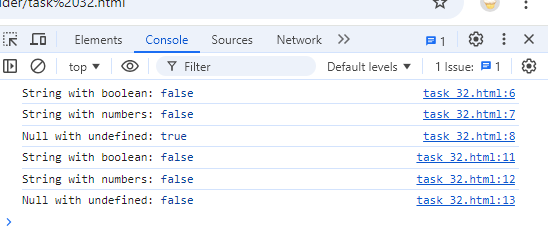 lder/task%2032.html
Elements Console Sources Network 1
top Filter Default levels 1 Issue: 1
String with boolean: false task 32.html:6
String with numbers: false task 32.html:7
Null with undefined: true task 32.html:8
String with boolean: false task 32.html:11
String with numbers: false task 32.html:12
Null with undefined: false task 32.html:13